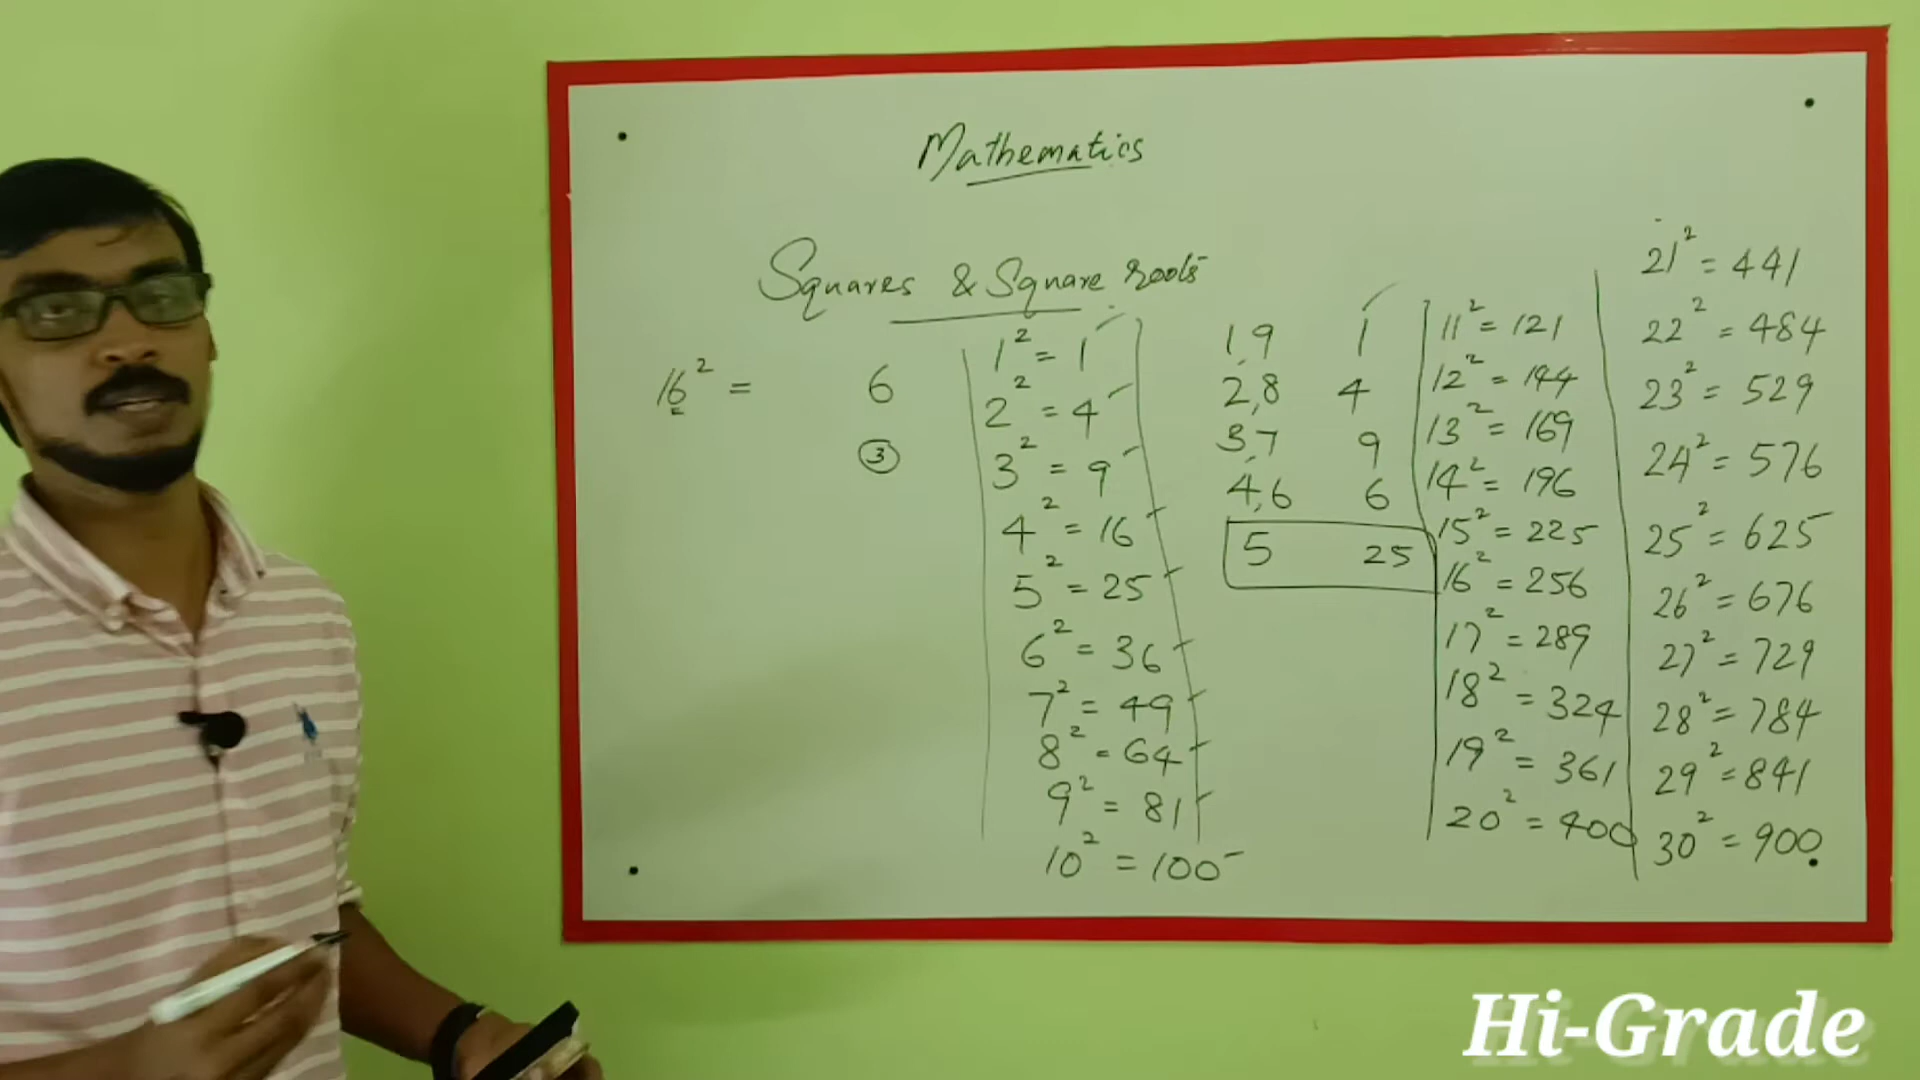 Mathematics
Squares & Square roots
16² =
6
3
1² = 1
2² = 4
3² = 9
4² = 16
5² = 25
6² = 36
7² = 49
8² = 64
9² = 81
10² = 100
1,9 1
2,8 4
3,7 9
4,6 6
5 25
11² = 121
12² = 144
13² = 169
14² = 196
15² = 225
16² = 256
17² = 289
18² = 324
19² = 361
20² = 400
21² = 441
22² = 484
23² = 529
24² = 576
25² = 625
26² = 676
27² = 729
28² = 784
29² = 841
30² = 900
Hi-Grade